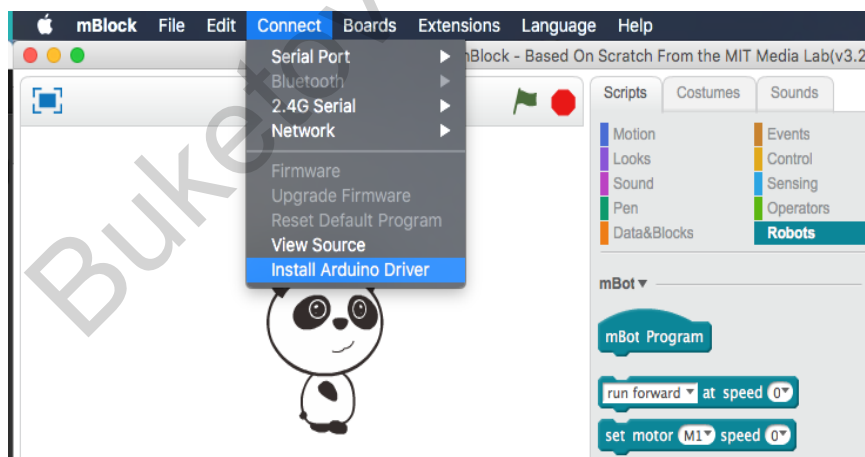 mBlock File Edit Connect Boards Extensions Language Help
mBlock - Based On Scratch From the MIT Media Lab(v3.2
Serial Port
Bluetooth
2.4G Serial
Network
Firmware
Upgrade Firmware
Reset Default Program
View Source
Install Arduino Driver
Scripts Costumes Sounds
Motion Events
Looks Control
Sound Sensing
Pen Operators
Data&Blocks Robots
mBot
mBot Program
run forward at speed 0
set motor M1 speed 0
Buketov